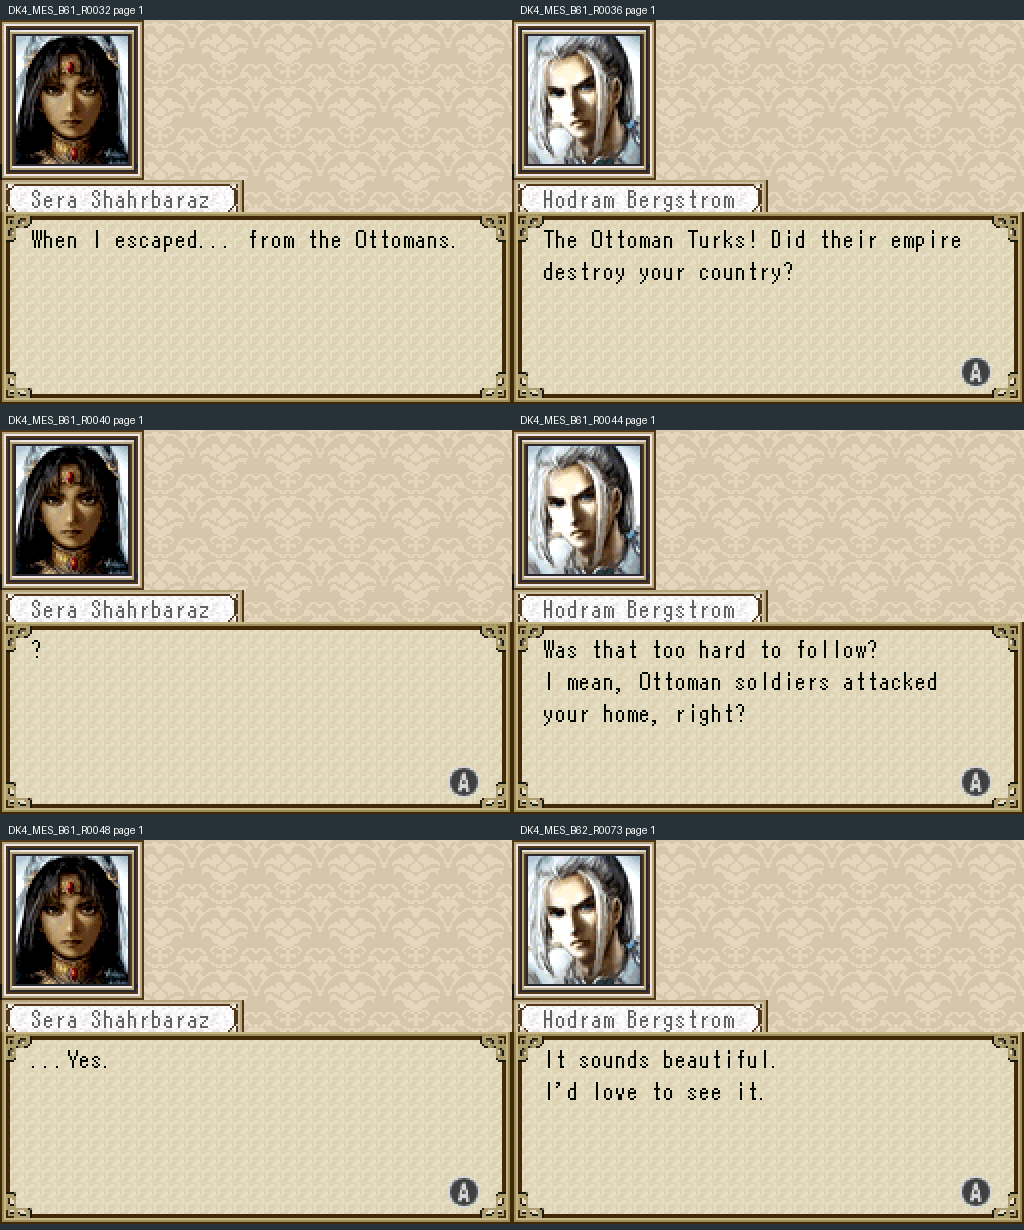 DK4_MES_B61_R0032 page 1
Sera Shahrbaraz
When I escaped... from the Ottomans.
DK4_MES_B61_R0036 page 1
Hodram Bergstrom
The Ottoman Turks! Did their empire
destroy your country?
A
DK4_MES_B61_R0040 page 1
Sera Shahrbaraz
?
A
DK4_MES_B61_R0044 page 1
Hodram Bergstrom
Was that too hard to follow?
I mean, Ottoman soldiers attacked
your home, right?
A
DK4_MES_B61_R0048 page 1
Sera Shahrbaraz
...Yes.
A
DK4_MES_B62_R0073 page 1
Hodram Bergstrom
It sounds beautiful.
I'd love to see it.
A